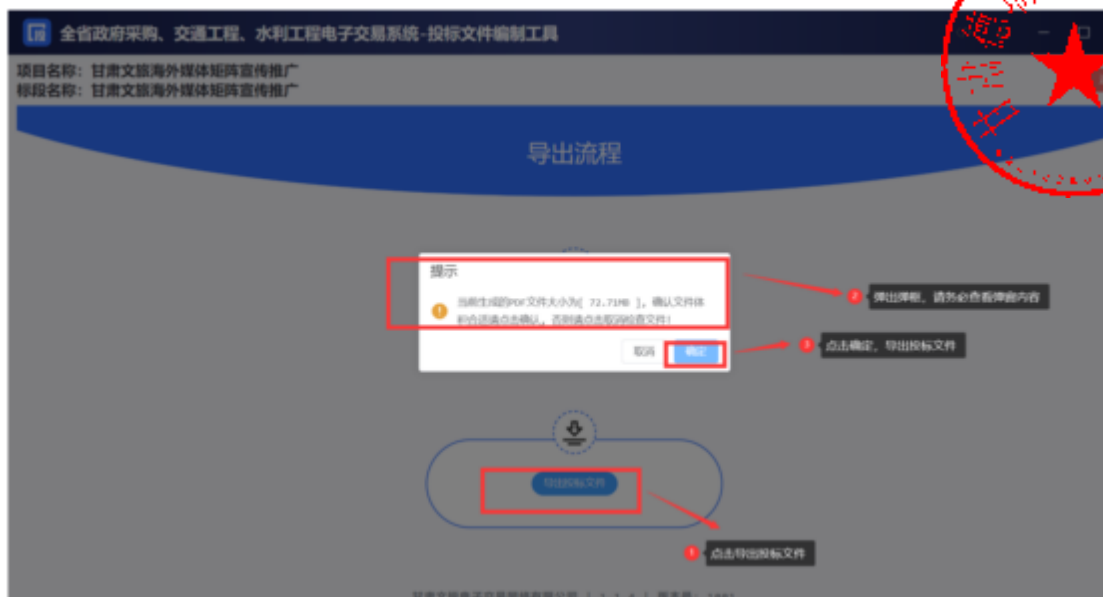 全省政府采购、交通工程、水利工程电子交易系统-投标文件编制工具
项目名称：甘肃文旅海外媒体矩阵宣传推广
标段名称：甘肃文旅海外媒体矩阵宣传推广
导出流程
提示
当前生成的PDF文件大小为[ 72.71MB ]，确认文件体
积合适请点击确认，否则请点击取消检查文件！
取消 确定
2 弹出弹框，请务必查看弹窗内容
3 点击确定，导出投标文件
导出投标文件
1 点击导出投标文件